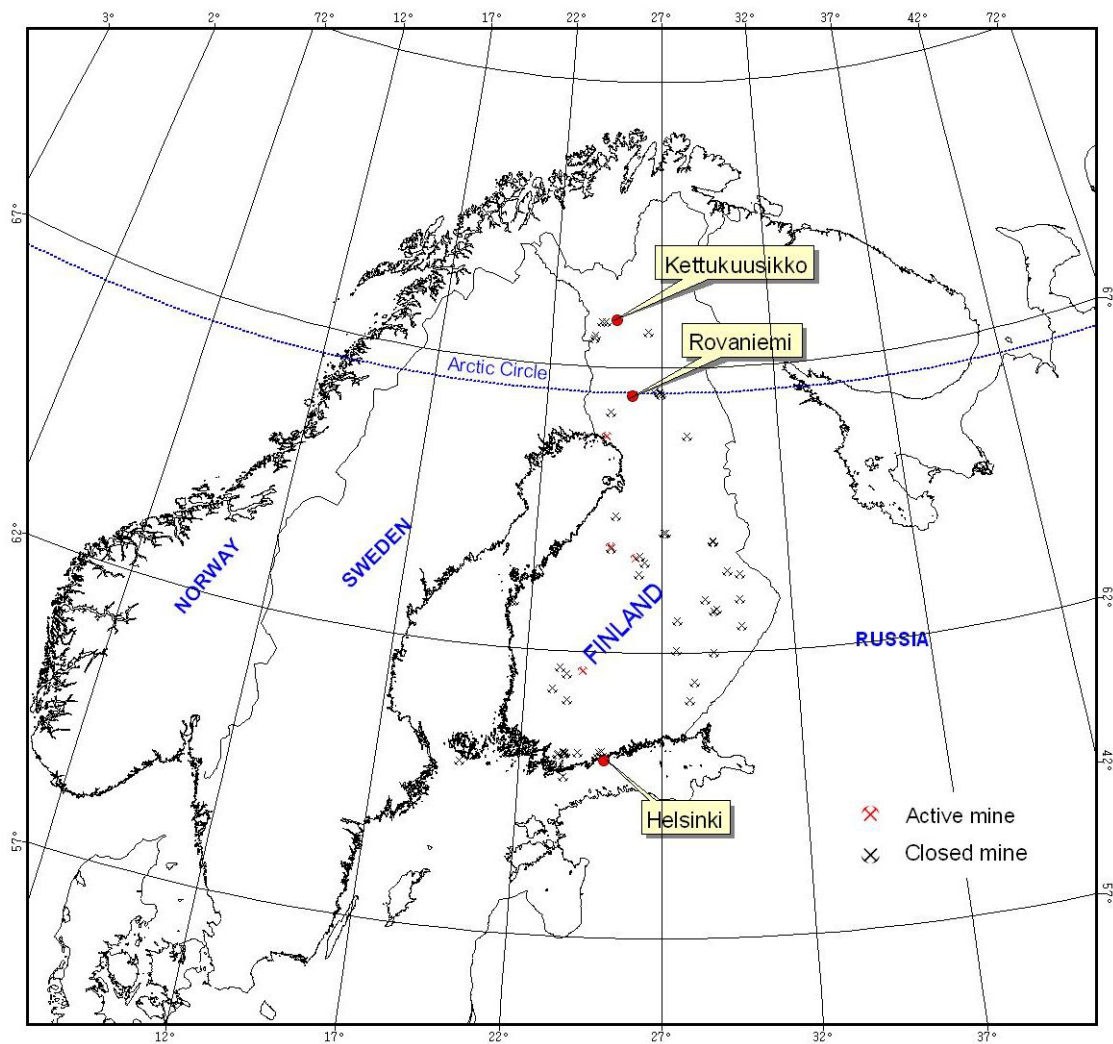 3° 2° 72° 12° 17° 22° 27° 32° 37° 42° 72°
67°
Kettukuusikko
67°
Rovaniemi
Arctic Circle
62°
NORWAY
SWEDEN
FINLAND
62°
RUSSIA
42°
Helsinki
Active mine
57°
Closed mine
57°
12° 17° 22° 27° 32° 37°